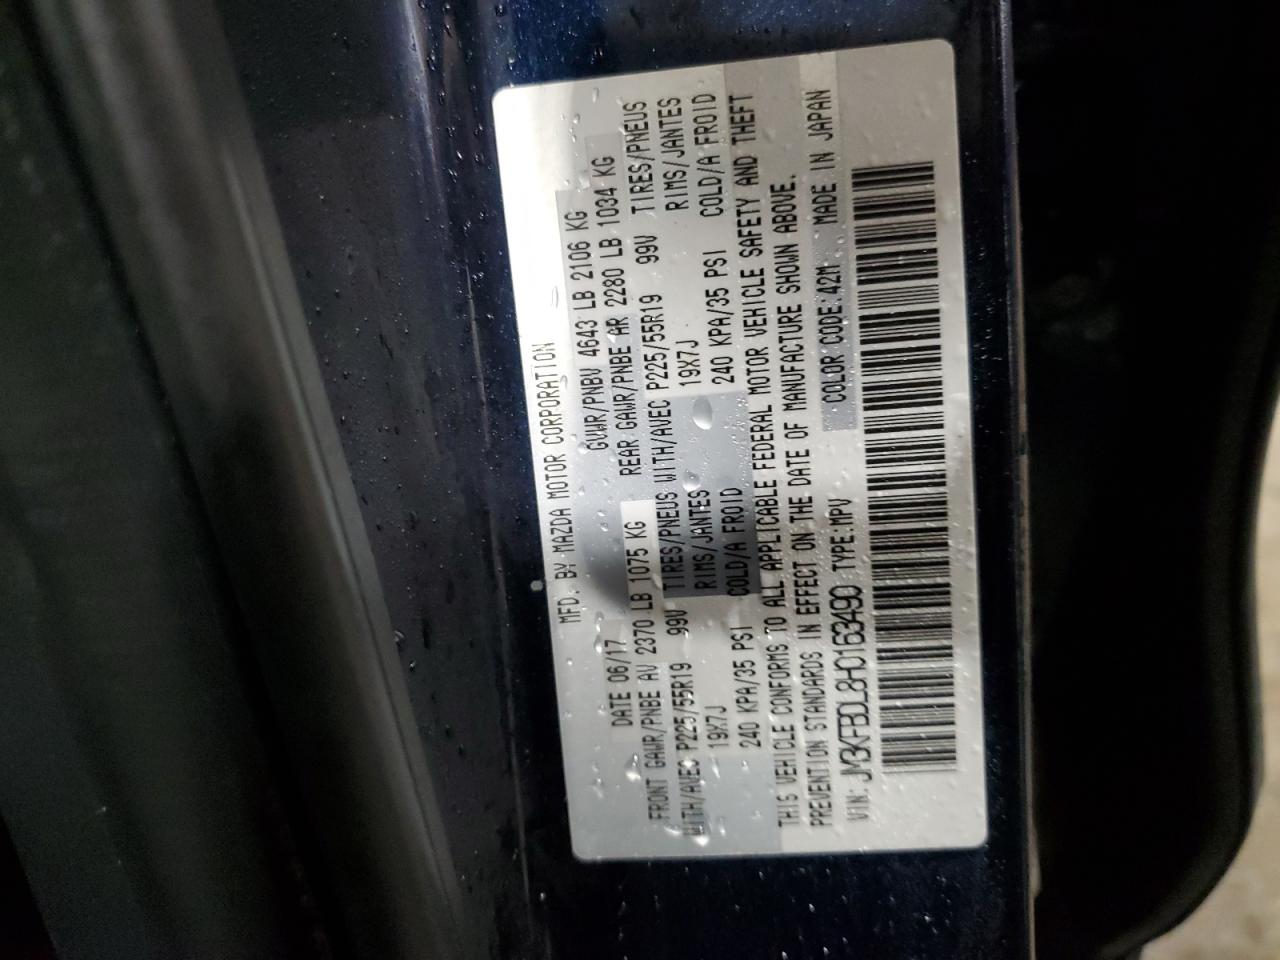 MFD. BY MAZDA MOTOR CORPORATION
DATE 06/17 GVWR/PNBV 4643 LB 2106 KG
FRONT GAWR/PNBE AV 2370 LB 1075 KG REAR GAWR/PNBE AR 2280 LB 1034 KG
WITH/AVEC P225/55R19 99V TIRES/PNEUS WITH/AVEC P225/55R19 99V TIRES/PNEUS
19X7J RIMS/JANTES 19X7J RIMS/JANTES
240 KPA/35 PSI COLD/A FROID 240 KPA/35 PSI COLD/A FROID
THIS VEHICLE CONFORMS TO ALL APPLICABLE FEDERAL MOTOR VEHICLE SAFETY AND THEFT
PREVENTION STANDARDS IN EFFECT ON THE DATE OF MANUFACTURE SHOWN ABOVE.
VIN: JM3KFBDL8H0163490 TYPE:MPV COLOR CODE:42M MADE IN JAPAN